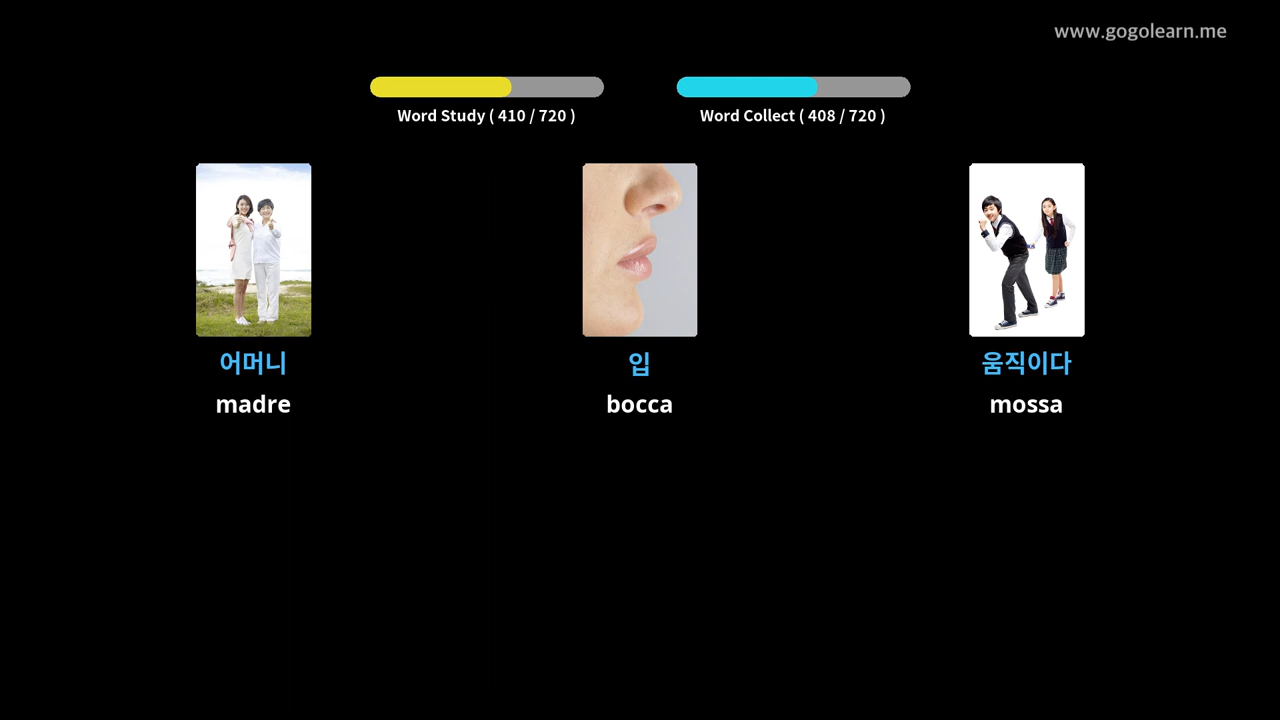 www.gogolearn.me
Word Study ( 410 / 720 )
Word Collect ( 408 / 720 )
어머니
입
움직이다
madre
bocca
mossa